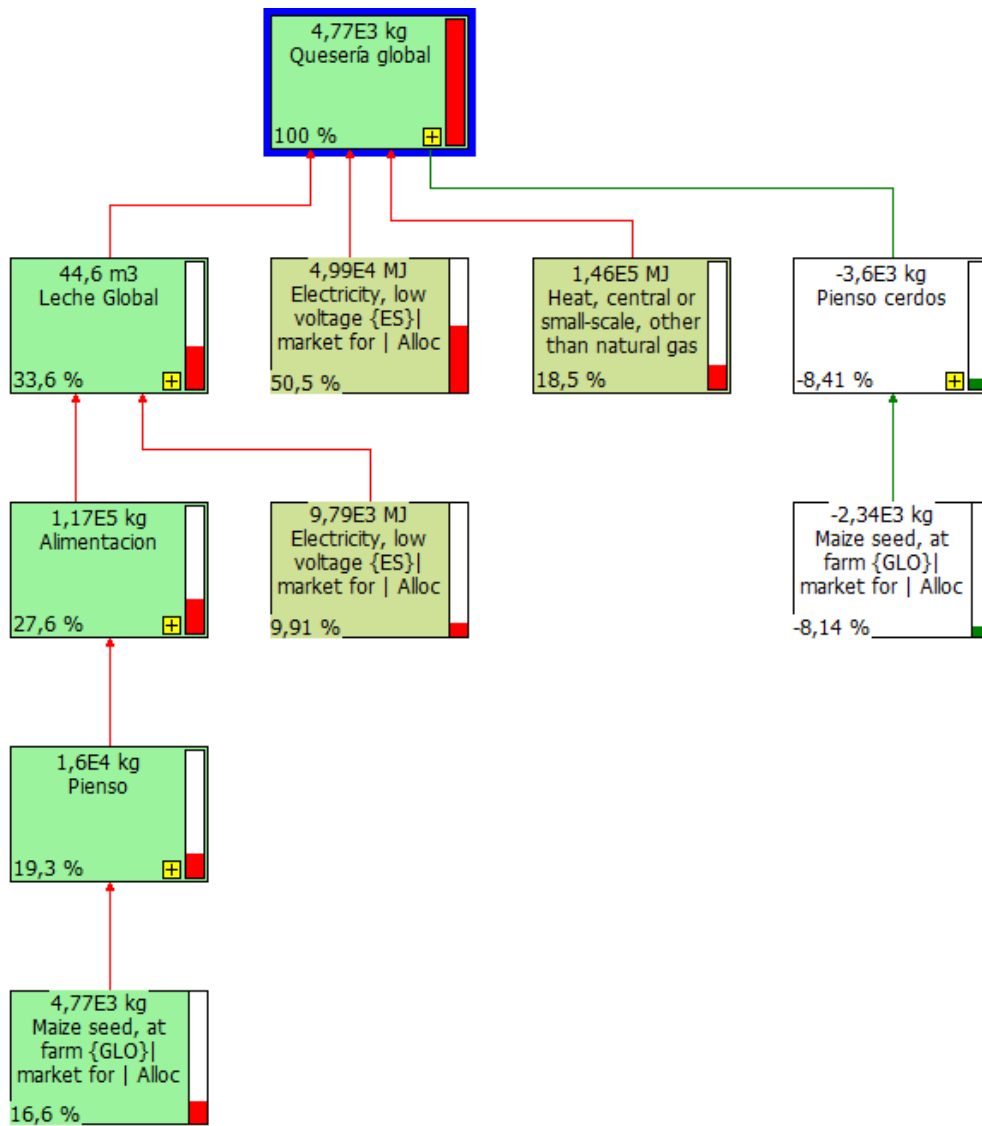 4,77E3 kg
Quesería global
100 %
44,6 m3
Leche Global
33,6 %
4,99E4 MJ
Electricity, low
voltage {ES}|
market for | Alloc
50,5 %
1,46E5 MJ
Heat, central or
small-scale, other
than natural gas
18,5 %
-3,6E3 kg
Pienso cerdos
-8,41 %
1,17E5 kg
Alimentacion
27,6 %
9,79E3 MJ
Electricity, low
voltage {ES}|
market for | Alloc
9,91 %
-2,34E3 kg
Maize seed, at
farm {GLO}|
market for | Alloc
-8,14 %
1,6E4 kg
Pienso
19,3 %
4,77E3 kg
Maize seed, at
farm {GLO}|
market for | Alloc
16,6 %